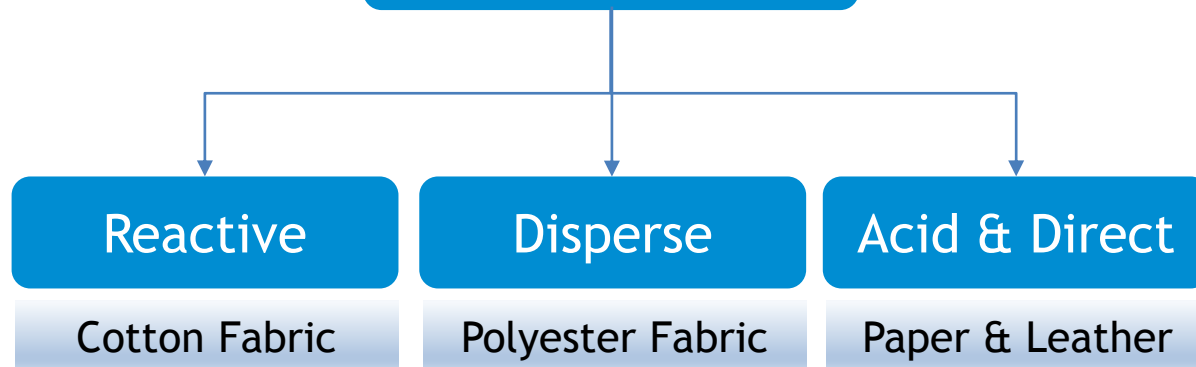 Reactive
Disperse
Acid & Direct
Cotton Fabric
Polyester Fabric
Paper & Leather